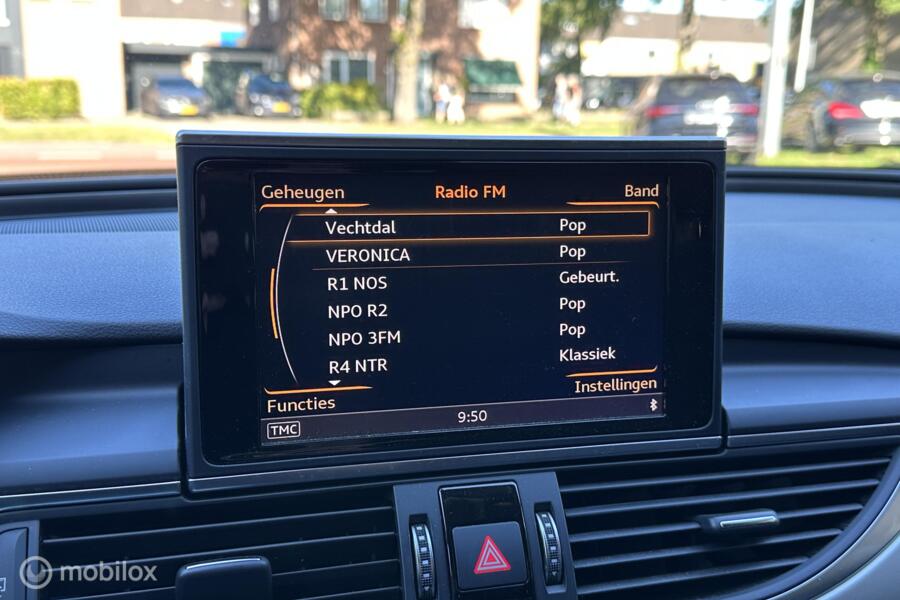 Geheugen Radio FM Band
Vechtdal Pop
VERONICA Pop
R1 NOS Gebeurt.
NPO R2 Pop
NPO 3FM Pop
R4 NTR Klassiek
Functies Instellingen
TMC 9:50
mobilox